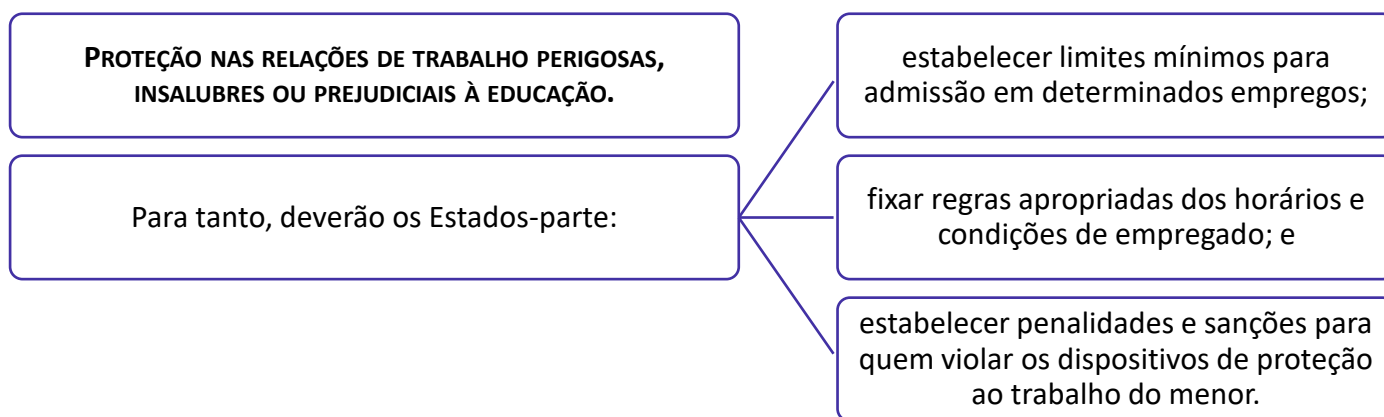 PROTEÇÃO NAS RELAÇÕES DE TRABALHO PERIGOSAS,
INSALUBRES OU PREJUDICIAIS À EDUCAÇÃO.
Para tanto, deverão os Estados-parte:
estabelecer limites mínimos para
admissão em determinados empregos;
fixar regras apropriadas dos horários e
condições de empregado; e
estabelecer penalidades e sanções para
quem violar os dispositivos de proteção
ao trabalho do menor.